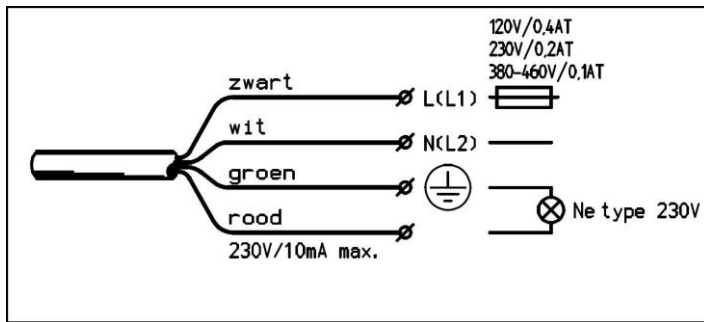 120V/0,4AT
230V/0,2AT
380-460V/0,1AT
zwart L(L1)
wit N(L2)
groen
rood
Ne type 230V
230V/10mA max.